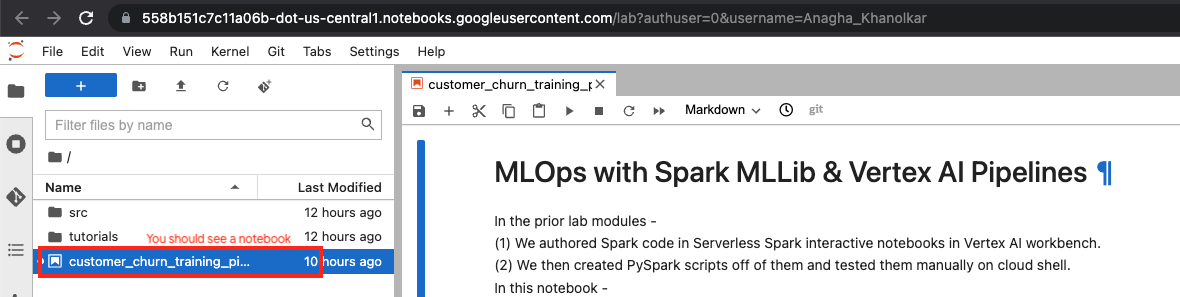 558b151c7c11a06b-dot-us-central1.notebooks.googleusercontent.com/lab?authuser=0&username=Anagha_Khanolkar
File Edit View Run Kernel Git Tabs Settings Help
+
customer_churn_training_p
Filter files by name
Markdown
git
/
Name Last Modified
src 12 hours ago
tutorials 12 hours ago
You should see a notebook
customer_churn_training_pi... 10 hours ago
MLOps with Spark MLLib & Vertex AI Pipelines ¶
In the prior lab modules -
(1) We authored Spark code in Serverless Spark interactive notebooks in Vertex AI workbench.
(2) We then created PySpark scripts off of them and tested them manually on cloud shell.
In this notebook -